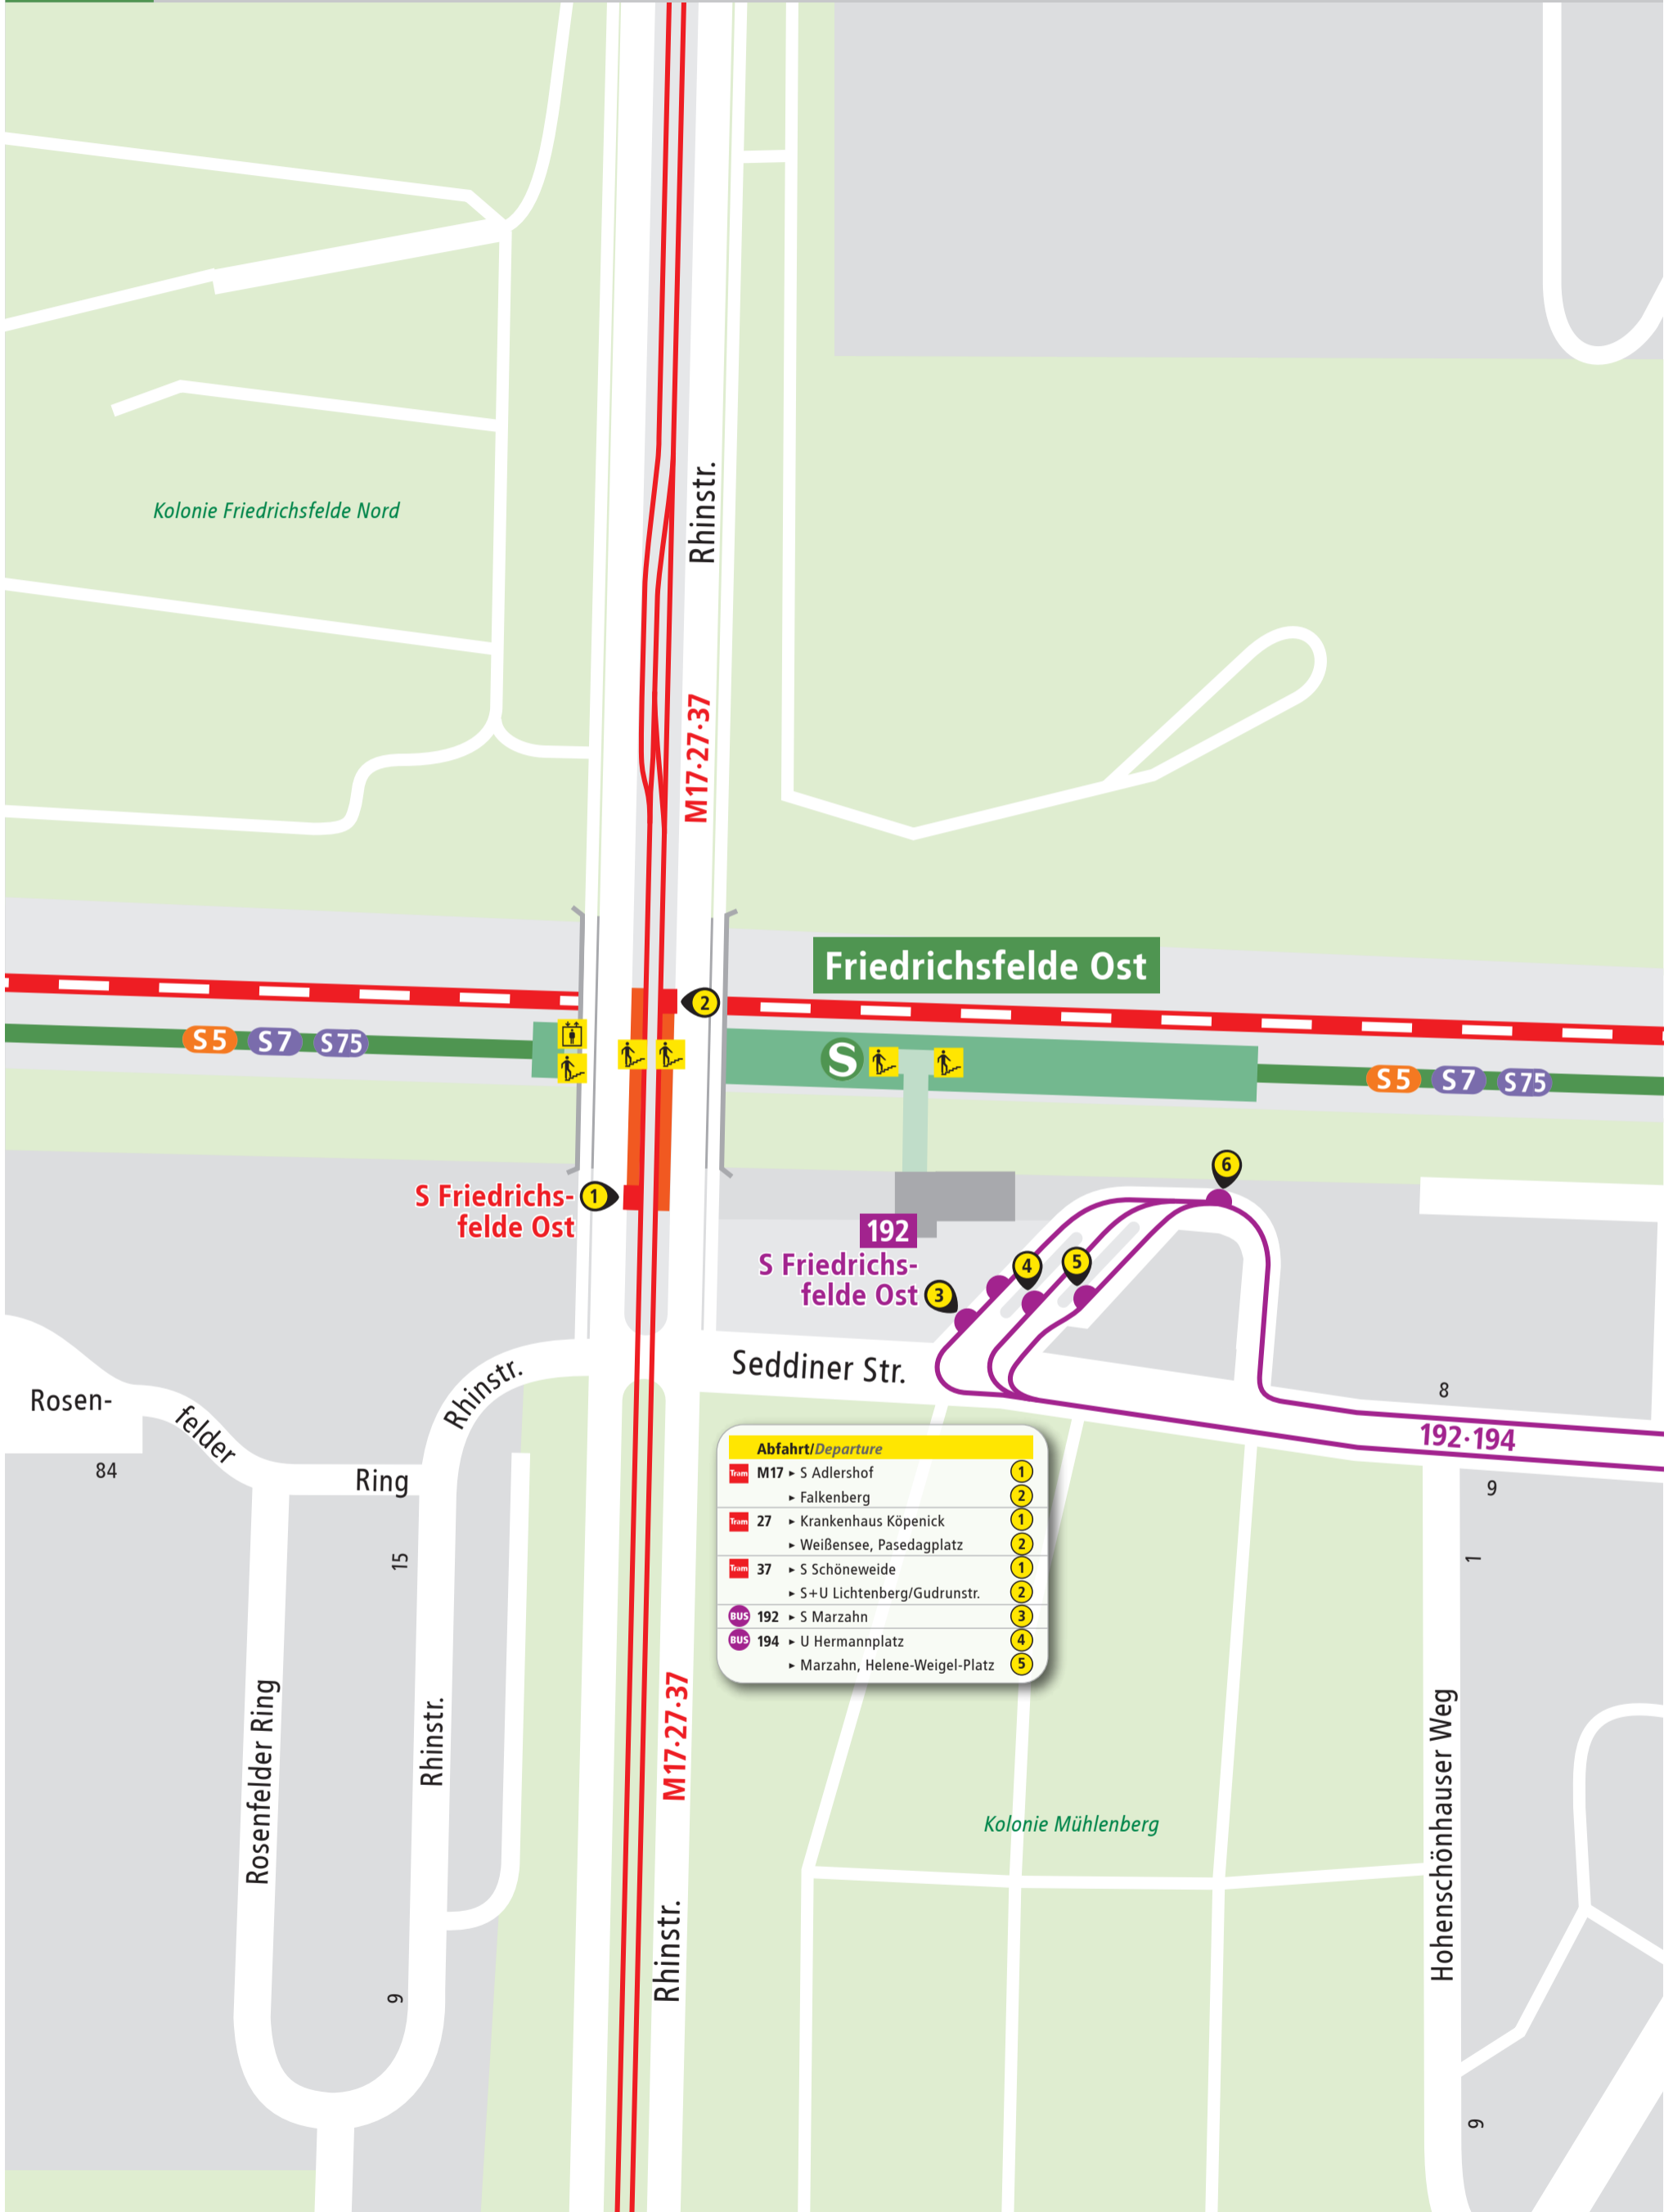 Rhinstr.
Kolonie Friedrichsfelde Nord
M17·27·37
Friedrichsfelde Ost
2
S5 S7 S75
S
S5 S7 S75
6
S Friedrichs-
felde Ost
1
192
S Friedrichs-
felde Ost
3
4
5
Seddiner Str.
Rhinstr.
Rosen-
felder
Ring
84
15
8
192·194
9
1
Abfahrt/Departure
Tram M17 ▸ S Adlershof 1
▸ Falkenberg 2
Tram 27 ▸ Krankenhaus Köpenick 1
▸ Weißensee, Pasedagplatz 2
Tram 37 ▸ S Schöneweide 1
▸ S+U Lichtenberg/Gudrunstr. 2
BUS 192 ▸ S Marzahn 3
BUS 194 ▸ U Hermannplatz 4
▸ Marzahn, Helene-Weigel-Platz 5
Rosenfelder Ring
Rhinstr.
M17·27·37
Kolonie Mühlenberg
Hohenschönhauser Weg
Rhinstr.
9
9